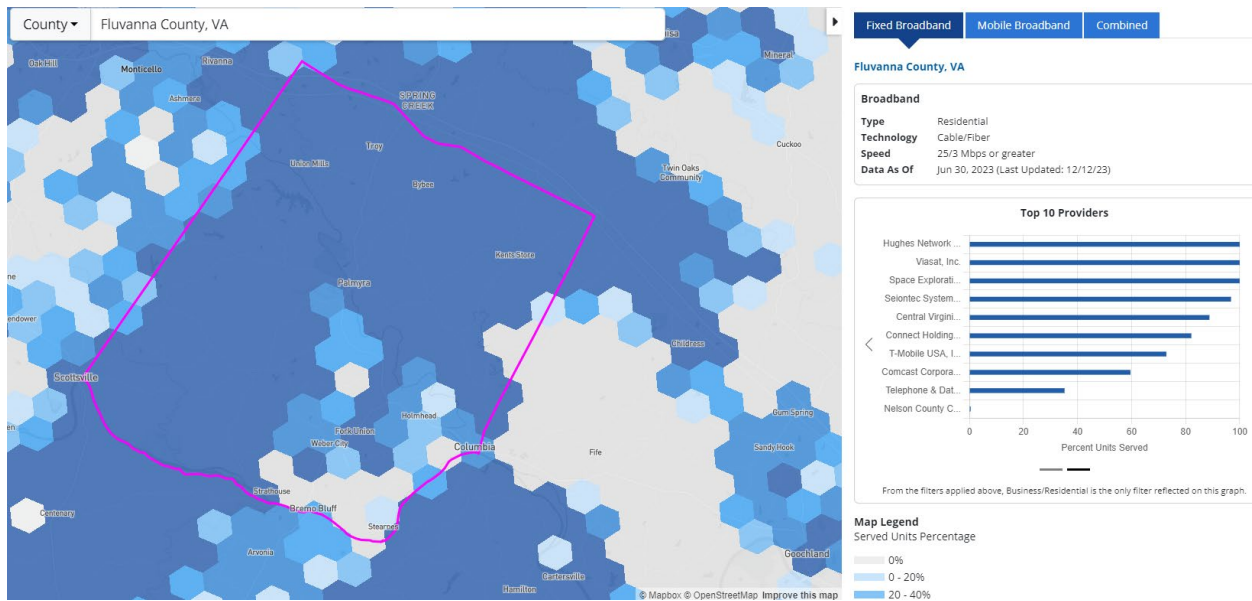 County
Fluvanna County, VA
Oak Hill
Monticello
Rivanna
Mineral
Ashmere
SPRING
CREEK
Cuckoo
Troy
Union Mills
Twin Oaks
Community
Bybee
Kents Store
Palmyra
Childress
Scottsville
Holmhead
Gum Spring
Fork Union
Weber City
Columbia
Sandy Hook
Fife
Strathouse
Bremo Bluff
Centenary
Stearnes
Arvonia
Goochland
Cartersville
Hamilton
© Mapbox © OpenStreetMap Improve this map
Fixed Broadband Mobile Broadband Combined
Fluvanna County, VA
Broadband
Type Residential
Technology Cable/Fiber
Speed 25/3 Mbps or greater
Data As Of Jun 30, 2023 (Last Updated: 12/12/23)
Top 10 Providers
Hughes Network ...
Viasat, Inc.
Space Explorati...
Seiontec System...
Central Virgini...
Connect Holding...
T-Mobile USA, I...
Comcast Corpora...
Telephone & Dat...
Nelson County C...
0 20 40 60 80 100
Percent Units Served
From the filters applied above, Business/Residential is the only filter reflected on this graph.
Map Legend
Served Units Percentage
0%
0 - 20%
20 - 40%